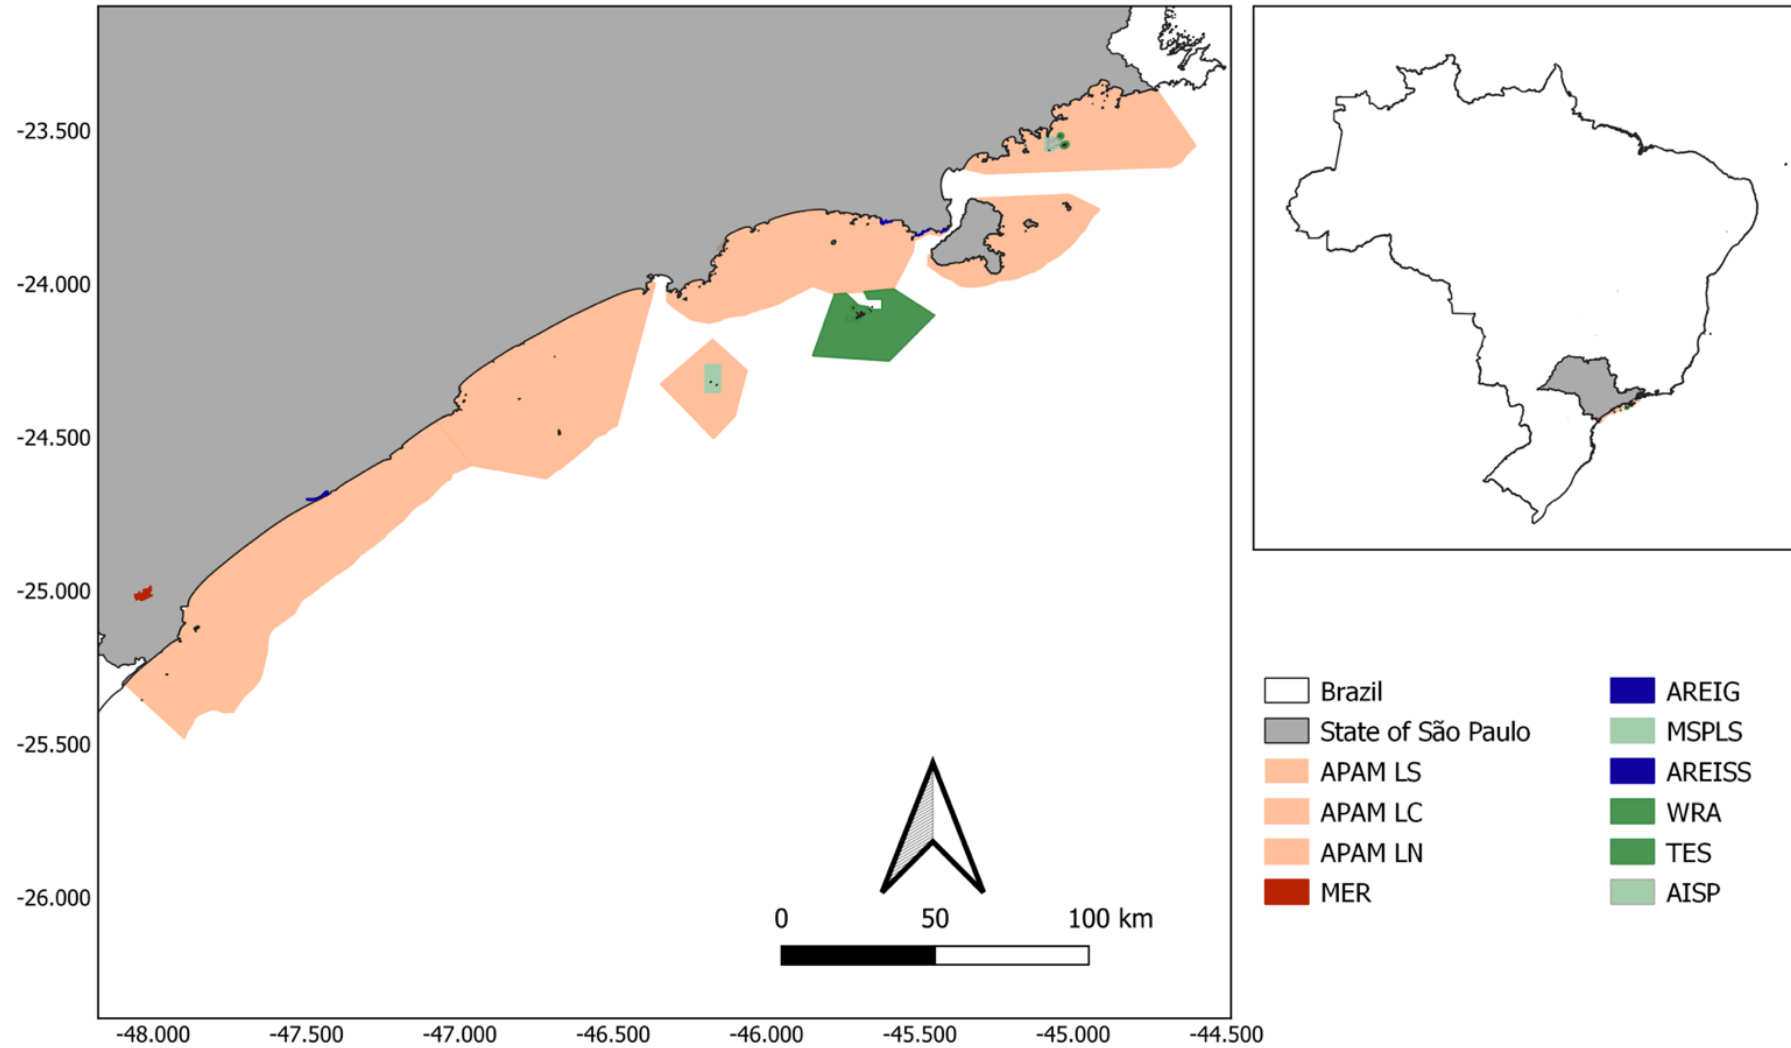 -23.500
-24.000
-24.500
-25.000
-25.500
-26.000
-48.000
-47.500
-47.000
-46.500
-46.000
-45.500
-45.000
-44.500
0
50
100 km
Brazil
State of São Paulo
APAM LS
APAM LC
APAM LN
MER
AREIG
MSPLS
AREISS
WRA
TES
AISP